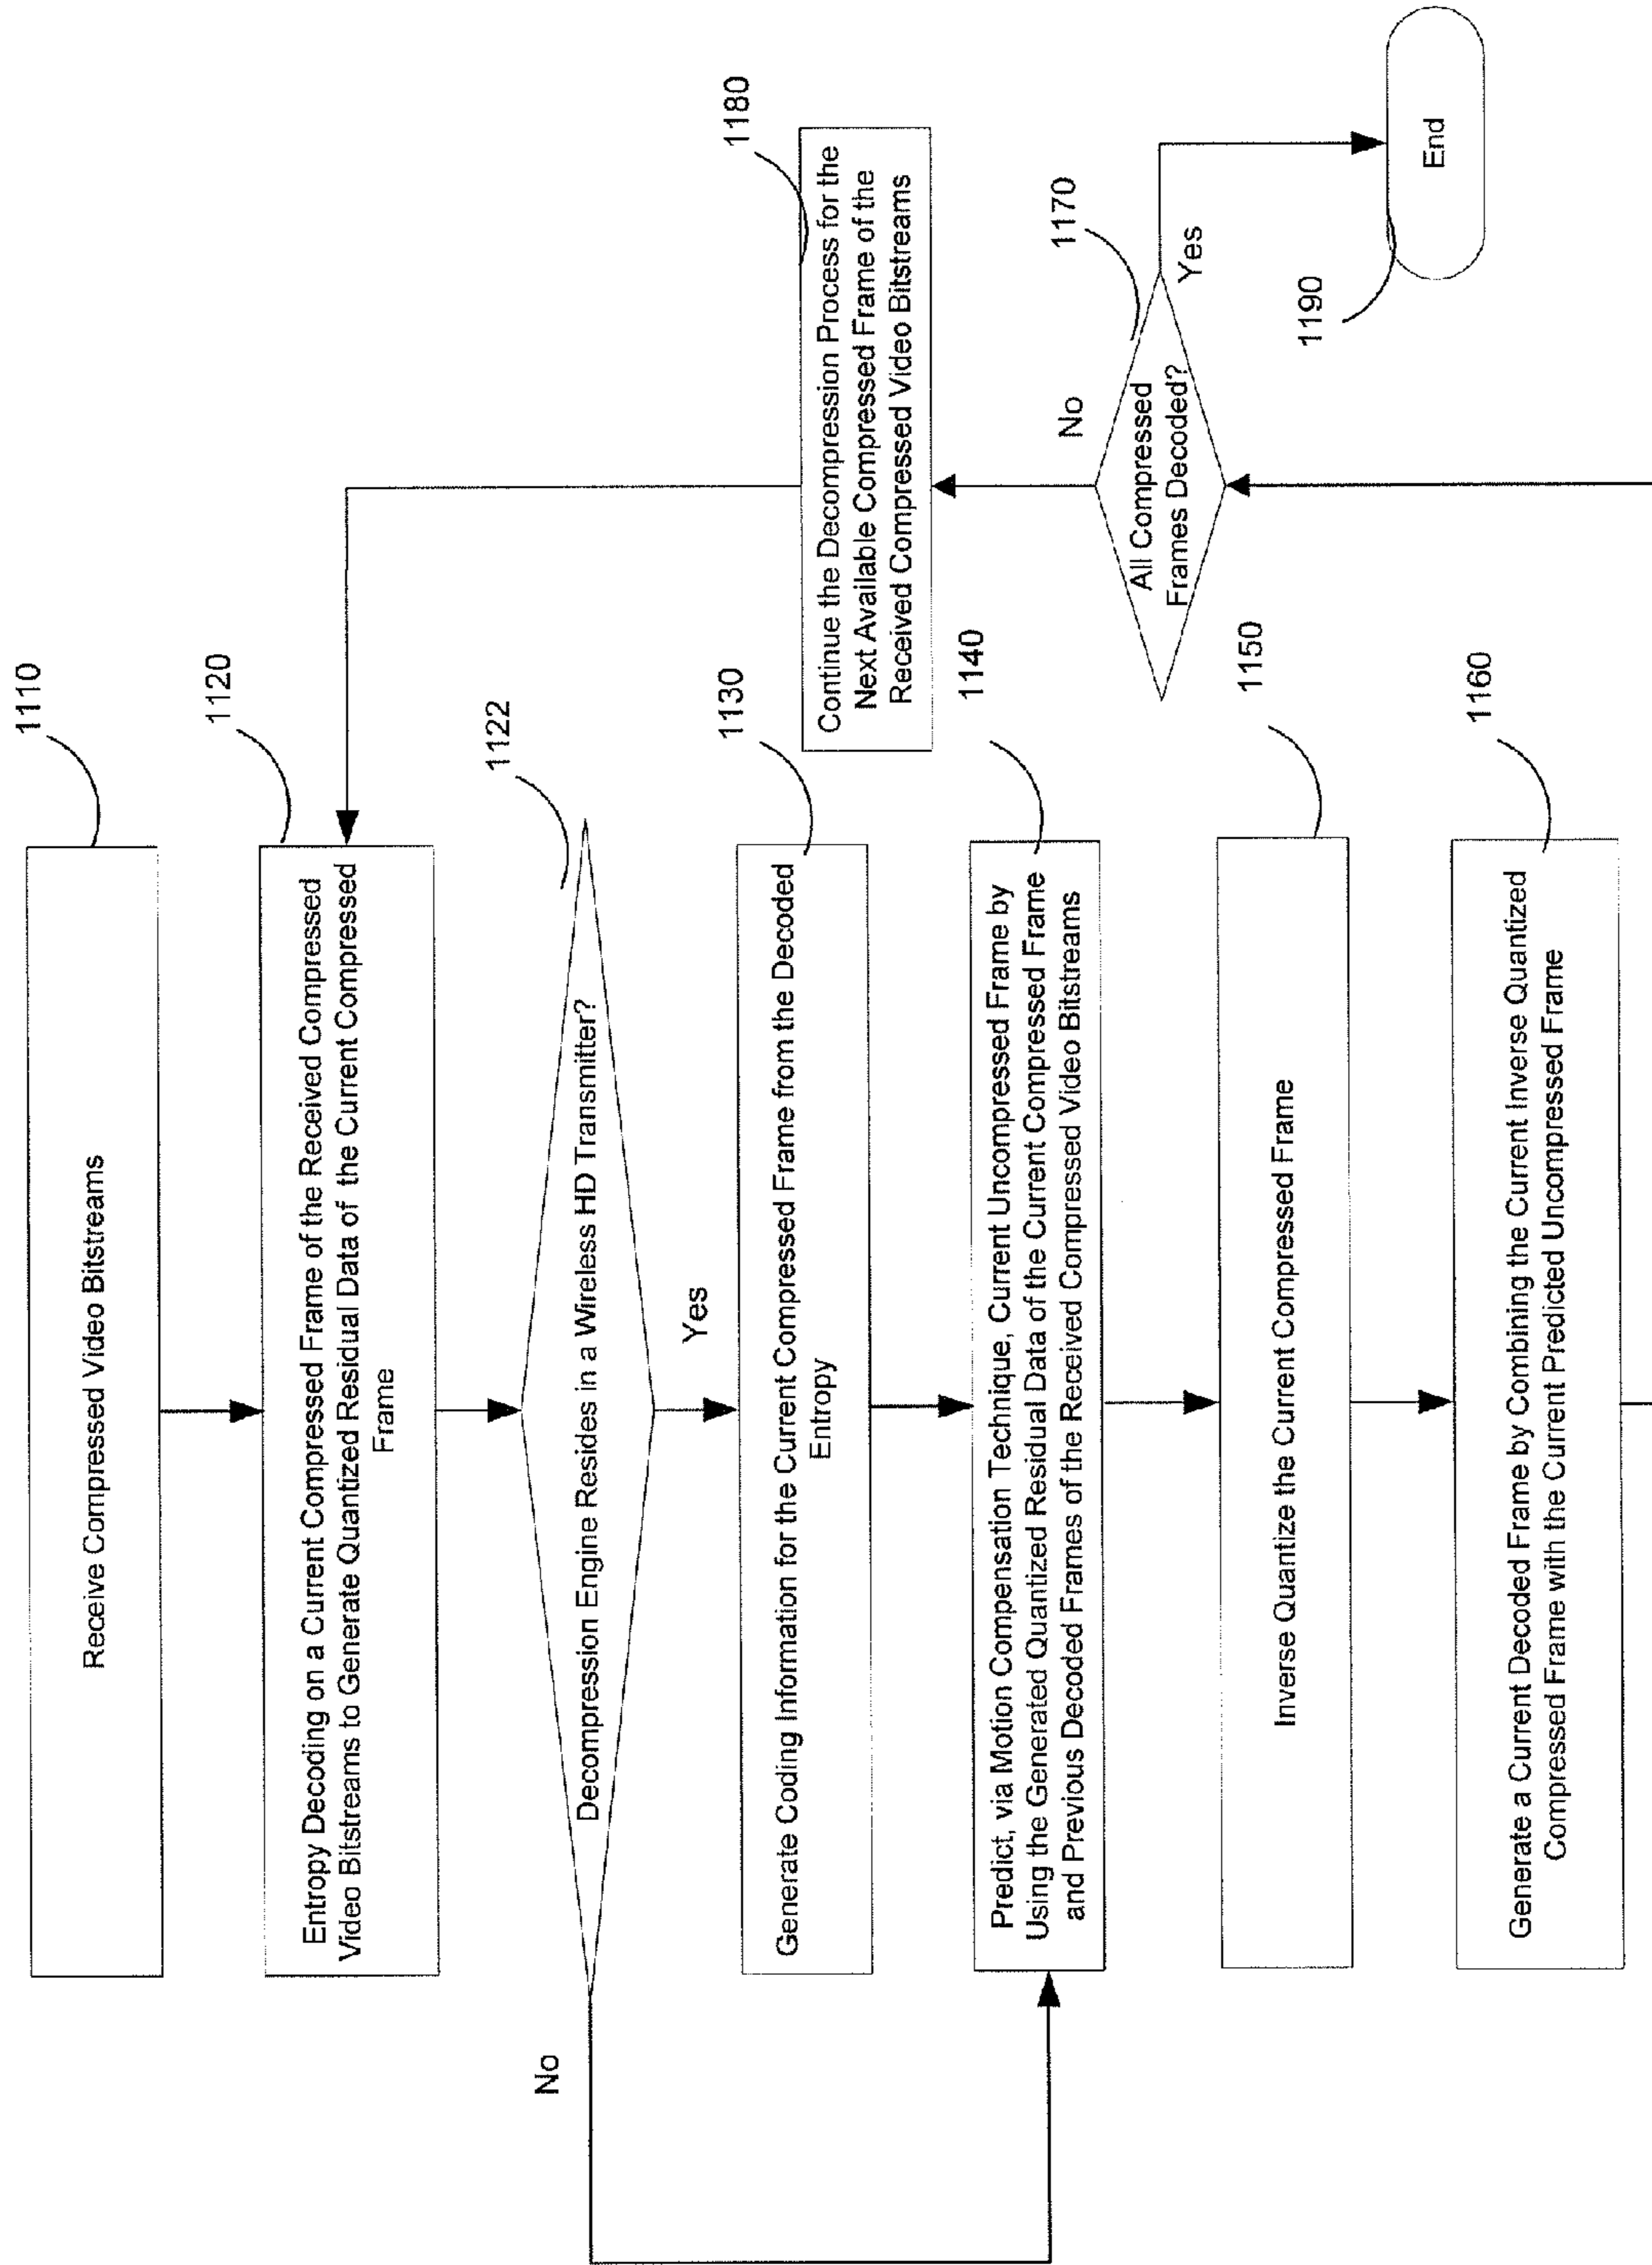 1110
Receive Compressed Video Bitstreams
1120
Entropy Decoding on a Current Compressed Frame of the Received Compressed
Video Bitstreams to Generate Quantized Residual Data of the Current Compressed
Frame
1122
Decompression Engine Resides in a Wireless HD Transmitter?
No
Yes
1130
Generate Coding Information for the Current Compressed Frame from the Decoded
Entropy
1140
Predict, via Motion Compensation Technique, Current Uncompressed Frame by
Using the Generated Quantized Residual Data of the Current Compressed Frame
and Previous Decoded Frames of the Received Compressed Video Bitstreams
1150
Inverse Quantize the Current Compressed Frame
1160
Generate a Current Decoded Frame by Combining the Current Inverse Quantized
Compressed Frame with the Current Predicted Uncompressed Frame
1180
Continue the Decompression Process for the
Next Available Compressed Frame of the
Received Compressed Video Bitstreams
1170
No
All Compressed
Frames Decoded?
Yes
1190
End